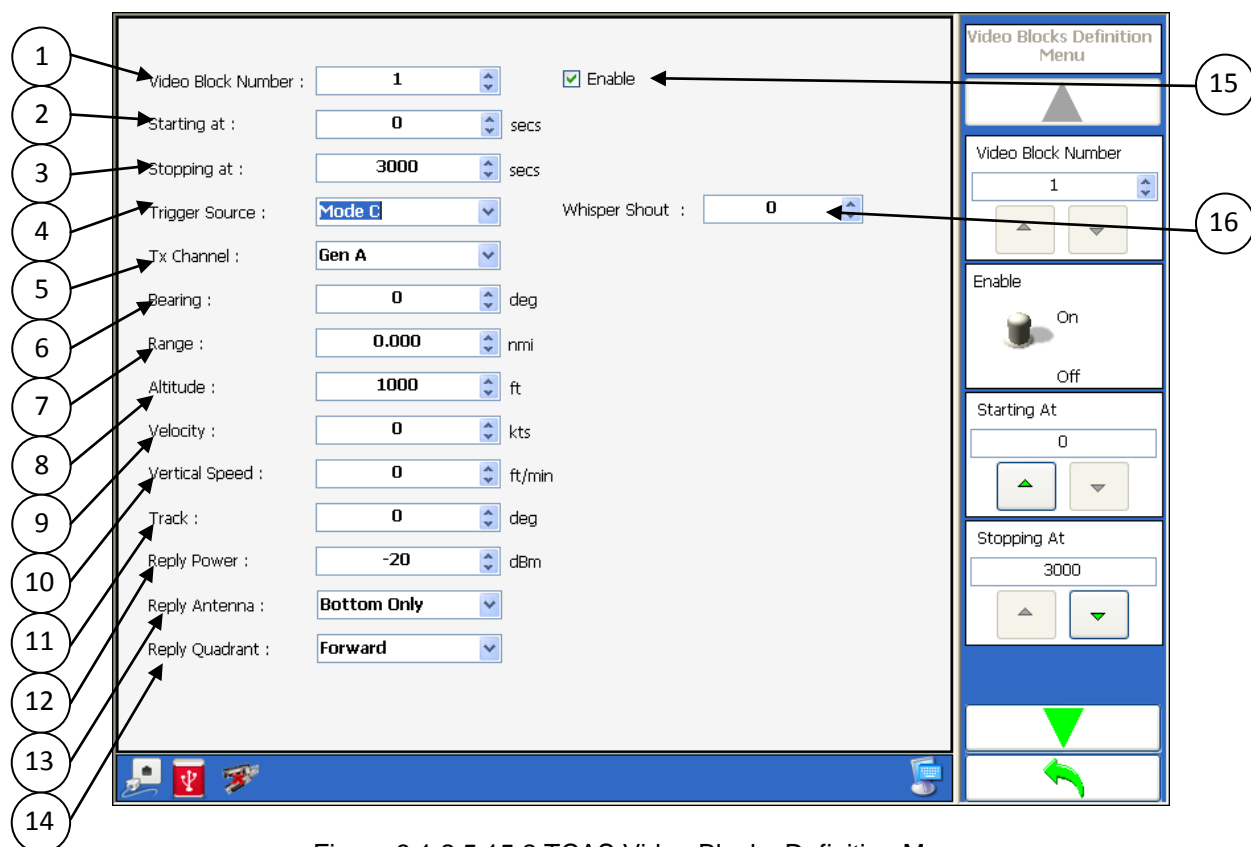 1
Video Block Number :
1
Enable
15
2
Starting at :
0
secs
3
Stopping at :
3000
secs
4
Trigger Source :
Mode C
Whisper Shout :
0
16
5
Tx Channel :
Gen A
6
Bearing :
0
deg
7
Range :
0.000
nmi
8
Altitude :
1000
ft
9
Velocity :
0
kts
10
Vertical Speed :
0
ft/min
11
Track :
0
deg
12
Reply Power :
-20
dBm
13
Reply Antenna :
Bottom Only
14
Reply Quadrant :
Forward
Video Blocks Definition
Menu
Video Block Number
1
Enable
On
Off
Starting At
0
Stopping At
3000